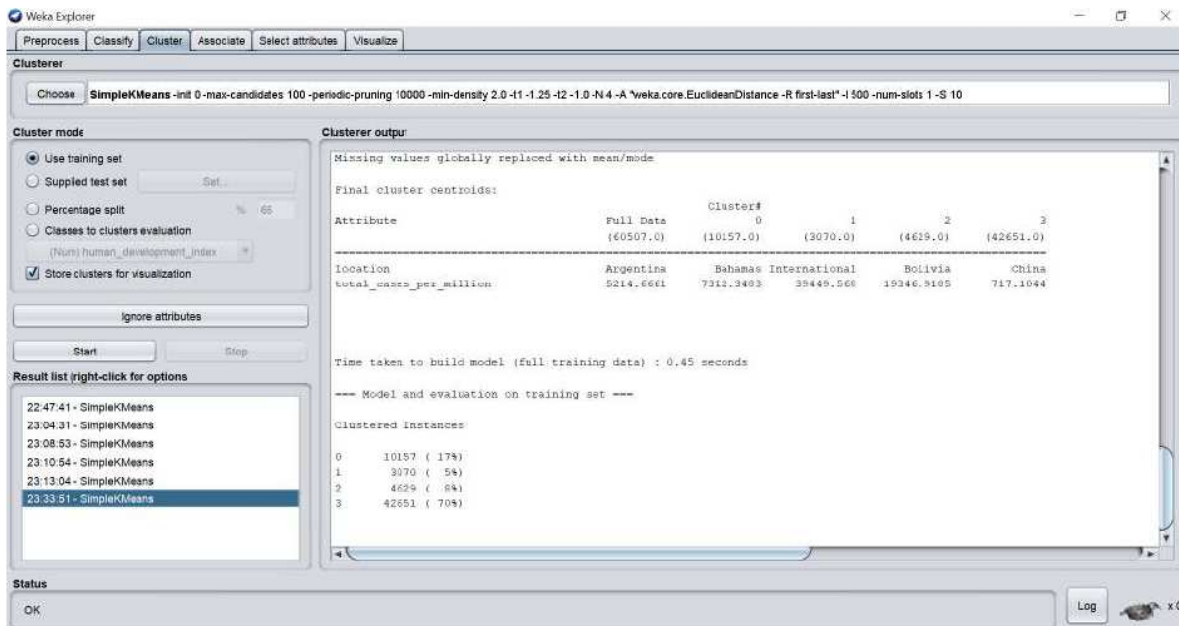 Weka Explorer
Preprocess Classify Cluster Associate Select attributes Visualize
Clusterer
Choose SimpleKMeans -init 0 -max-candidates 100 -periodic-pruning 10000 -min-density 2.0 -t1 -1.25 -t2 -1.0 -N 4 -A "weka.core.EuclideanDistance -R first-last" -I 500 -num-slots 1 -S 10
Cluster mode
Use training set
Supplied test set Set...
Percentage split % 66
Classes to clusters evaluation
(Num) human_development_index
Store clusters for visualization
Ignore attributes
Start Stop
Result list (right-click for options
22:47:41 - SimpleKMeans
23:04:31 - SimpleKMeans
23:08:53 - SimpleKMeans
23:10:54 - SimpleKMeans
23:13:04 - SimpleKMeans
23:33:51 - SimpleKMeans
Clusterer output
Missing values globally replaced with mean/mode
Final cluster centroids:
Cluster#
Attribute Full Data 0 1 2 3
(60507.0) (10157.0) (3070.0) (4629.0) (42651.0)
location Argentina Bahamas International Bolivia China
total_cases_per_million 5214.6661 7312.3403 39449.568 19346.9105 717.1044
Time taken to build model (full training data) : 0.45 seconds
=== Model and evaluation on training set ===
Clustered Instances
0 10157 ( 17%)
1 3070 ( 5%)
2 4629 ( 8%)
3 42651 ( 70%)
Status
OK
Log x 0